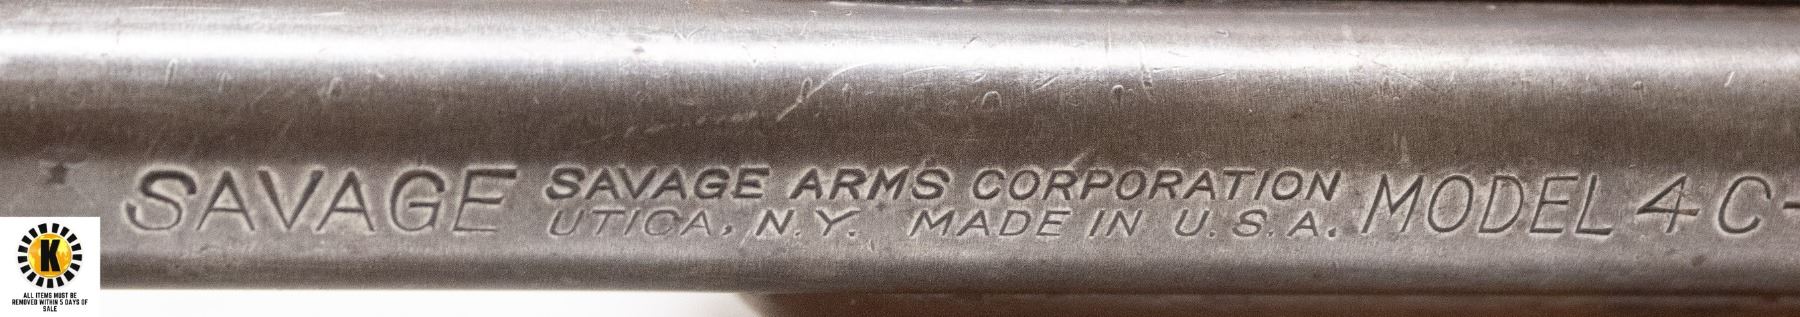 SAVAGE
SAVAGE ARMS CORPORATION
UTICA, N.Y. MADE IN U.S.A.
MODEL 4C-
K
ALL ITEMS MUST BE
REMOVED WITHIN 5 DAYS OF
SALE